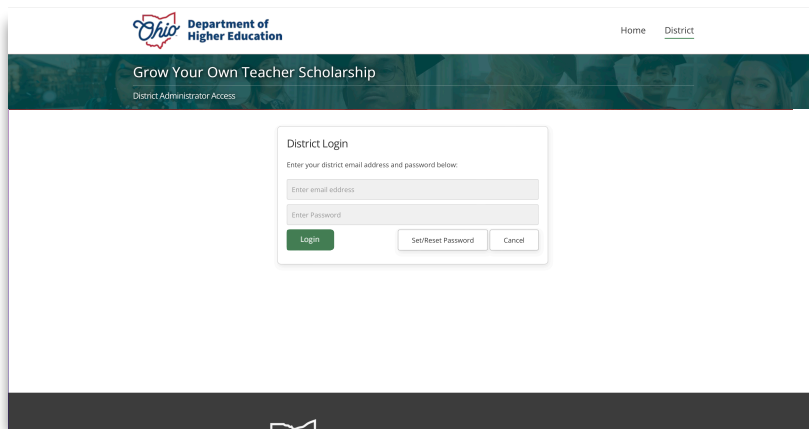 Ohio
Department of
Higher Education
Home District
Grow Your Own Teacher Scholarship
District Administrator Access
District Login
Enter your district email address and password below:
Enter email eddress
Enter Password
Login Set/Reset Password Cancel